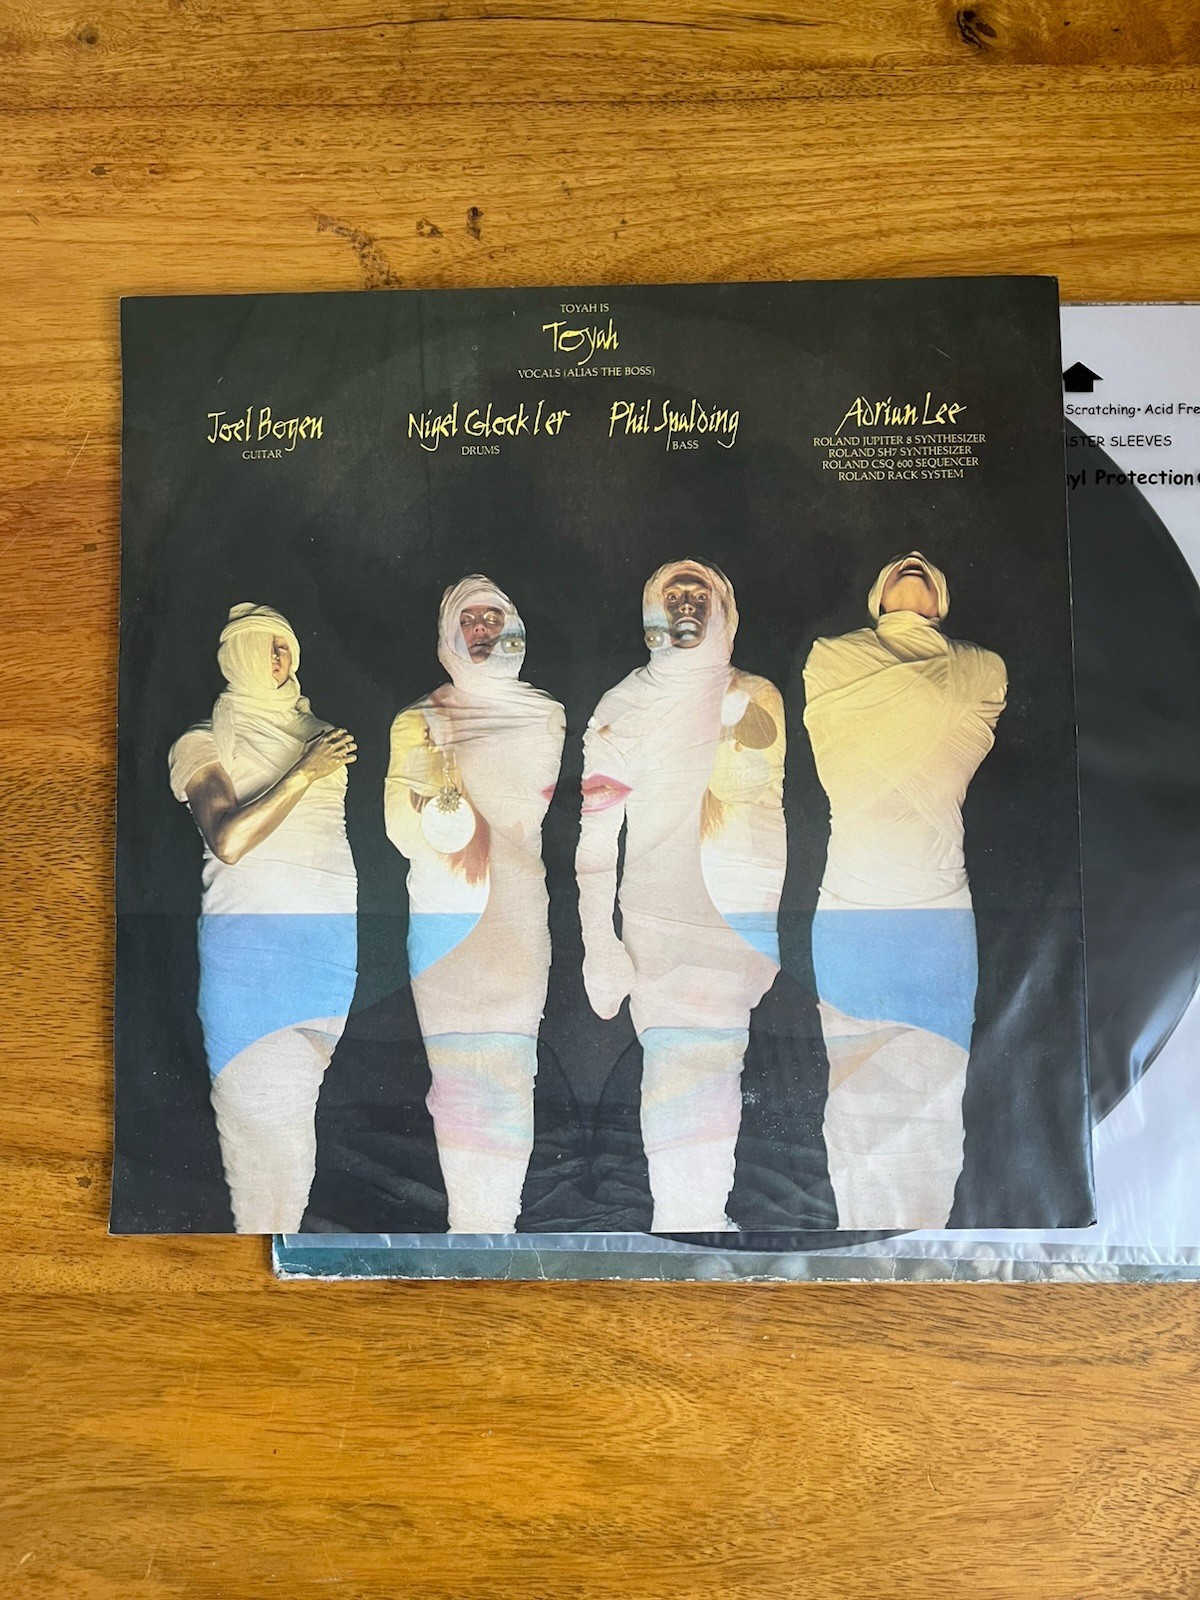 TOYAH IS
Toyah
VOCALS (ALIAS THE BOSS)
Joel Bogen
GUITAR
Nigel Glockler
DRUMS
Phil Spalding
BASS
Adrian Lee
ROLAND JUPITER 8 SYNTHESIZER
ROLAND SH7 SYNTHESIZER
ROLAND CSQ 600 SEQUENCER
ROLAND RACK SYSTEM
Scratching • Acid Fre
STER SLEEVES
yl Protection